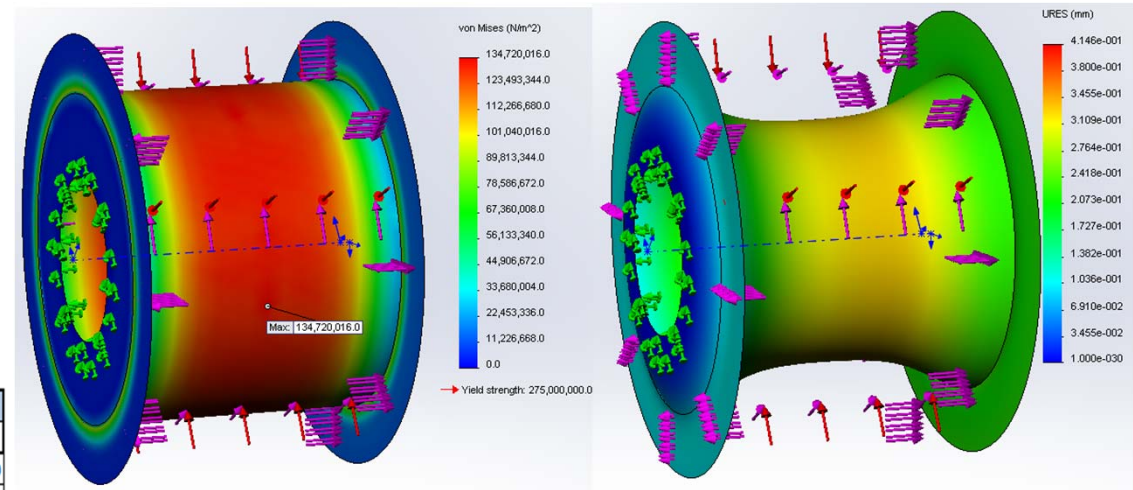 von Mises (N/m^2)
134,720,016.0
123,493,344.0
112,266,680.0
101,040,016.0
89,813,344.0
78,586,672.0
67,360,008.0
56,133,340.0
44,906,672.0
33,680,004.0
22,453,336.0
11,226,668.0
0.0
Yield strength: 275,000,000.0
Max: 134,720,016.0
URES (mm)
4.146e-001
3.800e-001
3.455e-001
3.109e-001
2.764e-001
2.418e-001
2.073e-001
1.727e-001
1.382e-001
1.036e-001
6.910e-002
3.455e-002
1.000e-030